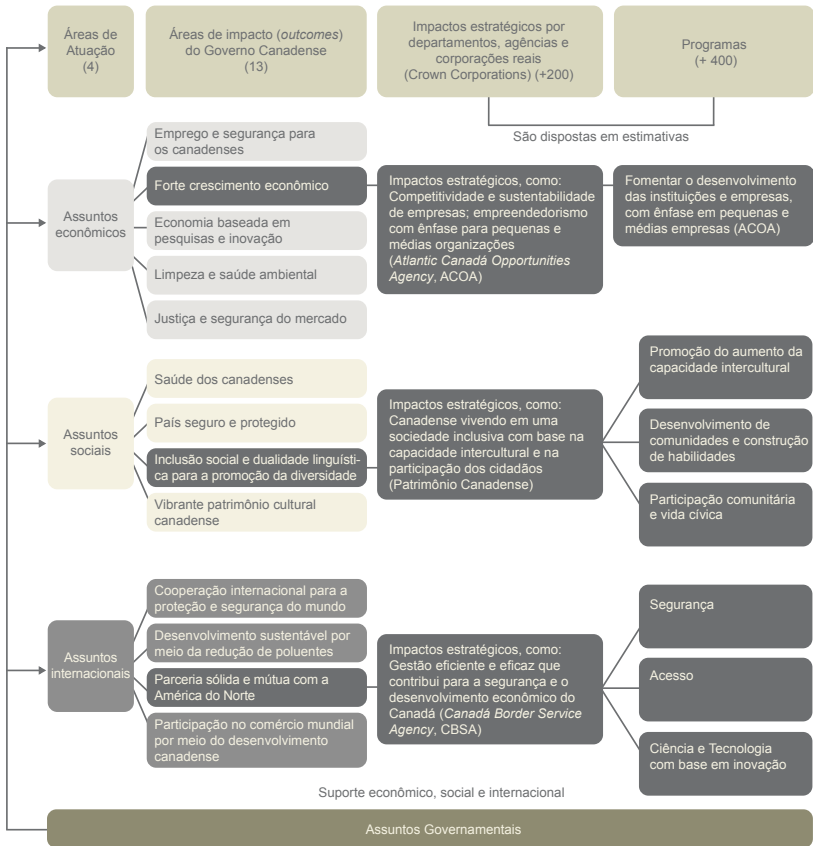 Áreas de
Atuação
(4)
Áreas de impacto (outcomes)
do Governo Canadense
(13)
Impactos estratégicos por
departamentos, agências e
corporações reais
(Crown Corporations) (+200)
Programas
(+ 400)
São dispostas em estimativas
Assuntos
econômicos
Emprego e segurança para
os canadenses
Forte crescimento econômico
Economia baseada em
pesquisas e inovação
Limpeza e saúde ambiental
Justiça e segurança do mercado
Impactos estratégicos, como:
Competitividade e sustentabilidade
de empresas; empreendedorismo
com ênfase para pequenas e
médias organizações
(Atlantic Canadá Opportunities
Agency, ACOA)
Fomentar o desenvolvimento
das instituições e empresas,
com ênfase em pequenas e
médias empresas (ACOA)
Assuntos
sociais
Saúde dos canadenses
País seguro e protegido
Inclusão social e dualidade linguísti-
ca para a promoção da diversidade
Vibrante patrimônio cultural
canadense
Impactos estratégicos, como:
Canadense vivendo em uma
sociedade inclusiva com base na
capacidade intercultural e na
participação dos cidadãos
(Patrimônio Canadense)
Promoção do aumento da
capacidade intercultural
Desenvolvimento de
comunidades e construção
de habilidades
Participação comunitária
e vida cívica
Assuntos
internacionais
Cooperação internacional para a
proteção e segurança do mundo
Desenvolvimento sustentável por
meio da redução de poluentes
Parceria sólida e mútua com a
América do Norte
Participação no comércio mundial
por meio do desenvolvimento
canadense
Impactos estratégicos, como:
Gestão eficiente e eficaz que
contribui para a segurança e o
desenvolvimento econômico do
Canadá (Canadá Border Service
Agency, CBSA)
Segurança
Acesso
Ciência e Tecnologia
com base em inovação
Suporte econômico, social e internacional
Assuntos Governamentais